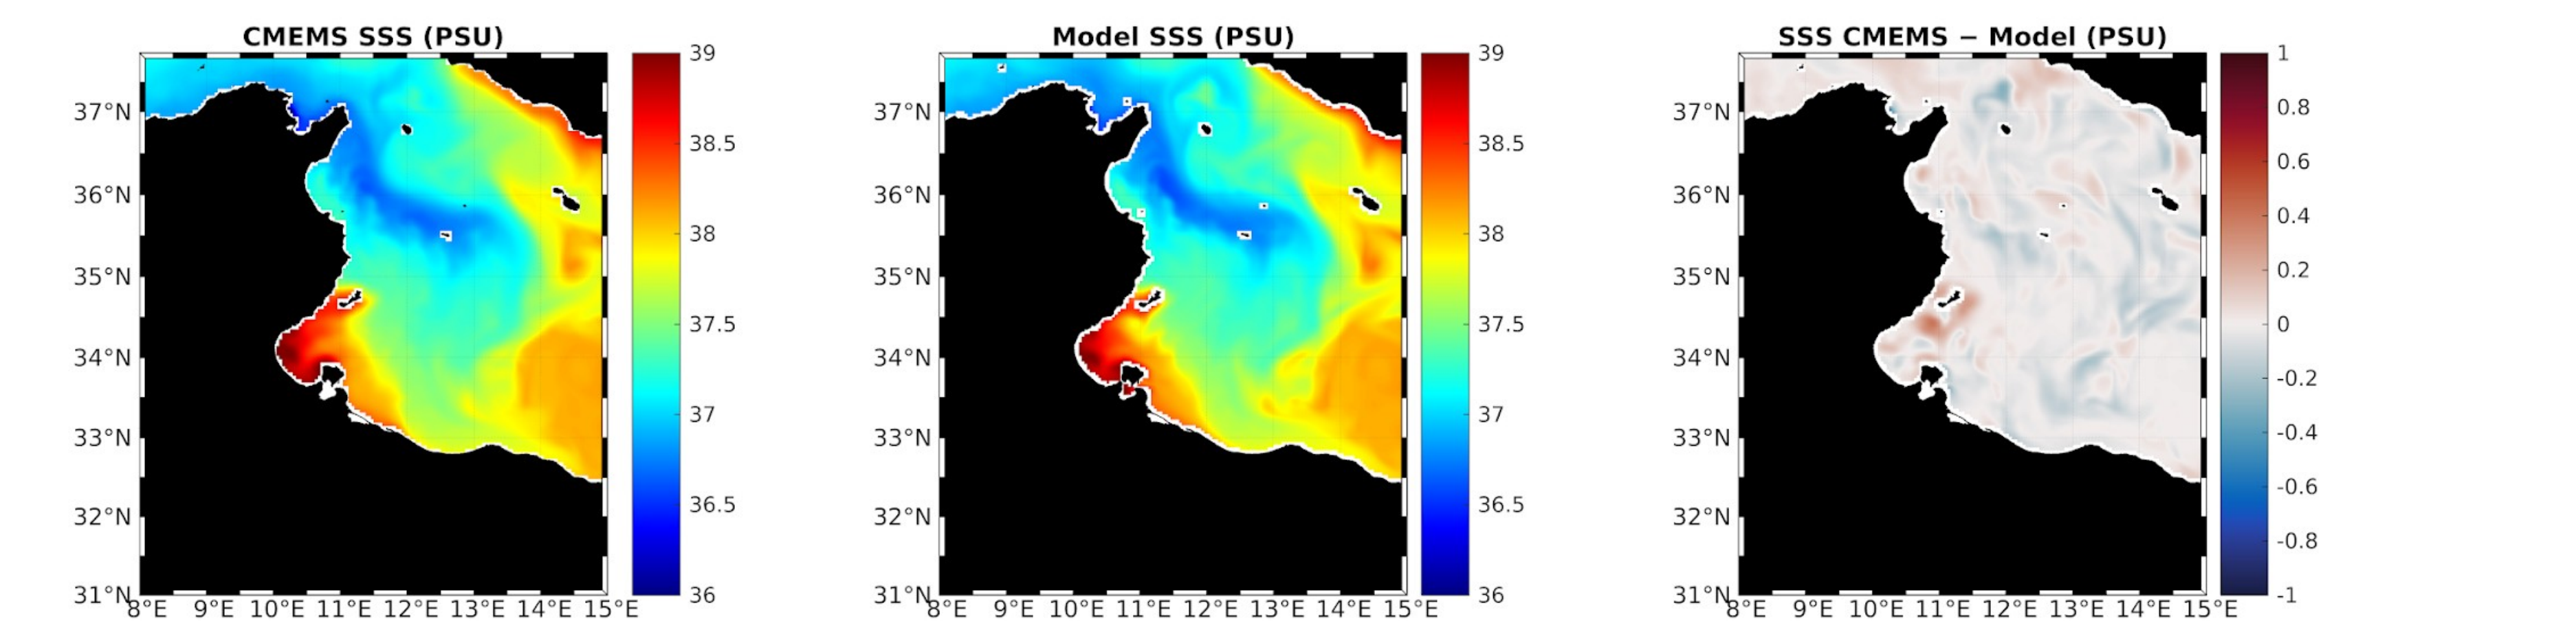 CMEMS SSS (PSU)
37°N
36°N
35°N
34°N
33°N
32°N
31°N
8°E 9°E 10°E 11°E 12°E 13°E 14°E 15°E
39
38.5
38
37.5
37
36.5
36
Model SSS (PSU)
37°N
36°N
35°N
34°N
33°N
32°N
31°N
8°E 9°E 10°E 11°E 12°E 13°E 14°E 15°E
39
38.5
38
37.5
37
36.5
36
SSS CMEMS − Model (PSU)
37°N
36°N
35°N
34°N
33°N
32°N
31°N
8°E 9°E 10°E 11°E 12°E 13°E 14°E 15°E
1
0.8
0.6
0.4
0.2
0
-0.2
-0.4
-0.6
-0.8
-1